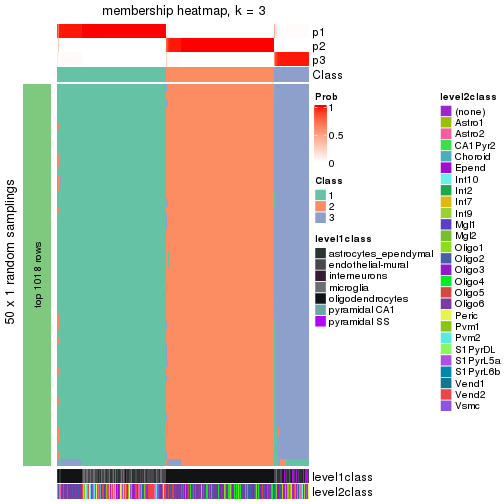 membership heatmap, k = 3
p1
p2
p3
Class
50 x 1 random samplings
top 1018 rows
level1class
level2class
Prob
1
0.5
0
Class
1
2
3
level1class
astrocytes_ependymal
endothelial-mural
interneurons
microglia
oligodendrocytes
pyramidal CA1
pyramidal SS
level2class
(none)
Astro1
Astro2
CA1Pyr2
Choroid
Epend
Int10
Int2
Int7
Int9
Mgl1
Mgl2
Oligo1
Oligo2
Oligo3
Oligo4
Oligo5
Oligo6
Peric
Pvm1
Pvm2
S1PyrDL
S1PyrL5a
S1PyrL6b
Vend1
Vend2
Vsmc